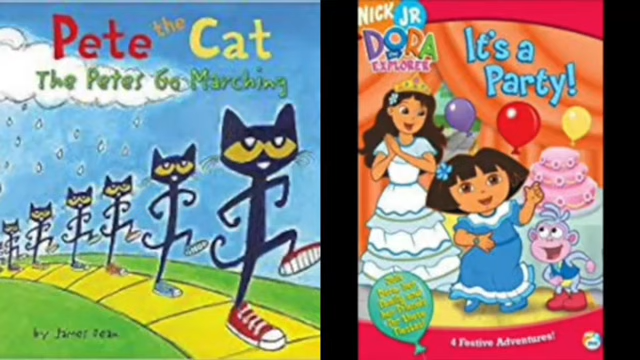 Pete the Cat
The Petes Go Marching
by James Dean
NICK JR
DORA
the
EXPLORER
It's a
Party!
4 Festive Adventures!